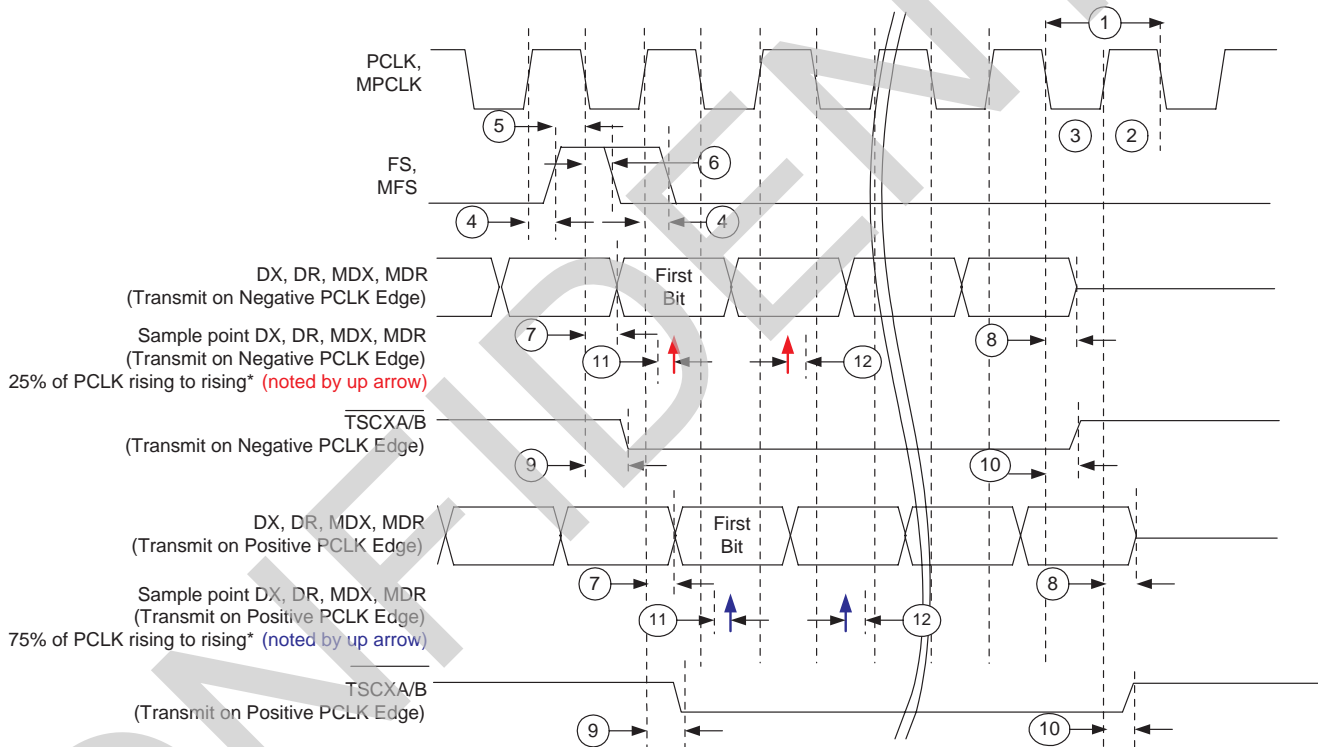 1
PCLK,
MPCLK
5
3
2
FS,
MFS
6
4
4
DX, DR, MDX, MDR
(Transmit on Negative PCLK Edge)
First
Bit
7
8
Sample point DX, DR, MDX, MDR
(Transmit on Negative PCLK Edge)
25% of PCLK rising to rising* (noted by up arrow)
11
12
TSCXA/B
(Transmit on Negative PCLK Edge)
9
10
DX, DR, MDX, MDR
(Transmit on Positive PCLK Edge)
First
Bit
7
8
Sample point DX, DR, MDX, MDR
(Transmit on Positive PCLK Edge)
75% of PCLK rising to rising* (noted by up arrow)
11
12
TSCXA/B
(Transmit on Positive PCLK Edge)
9
10
ONFIDEN